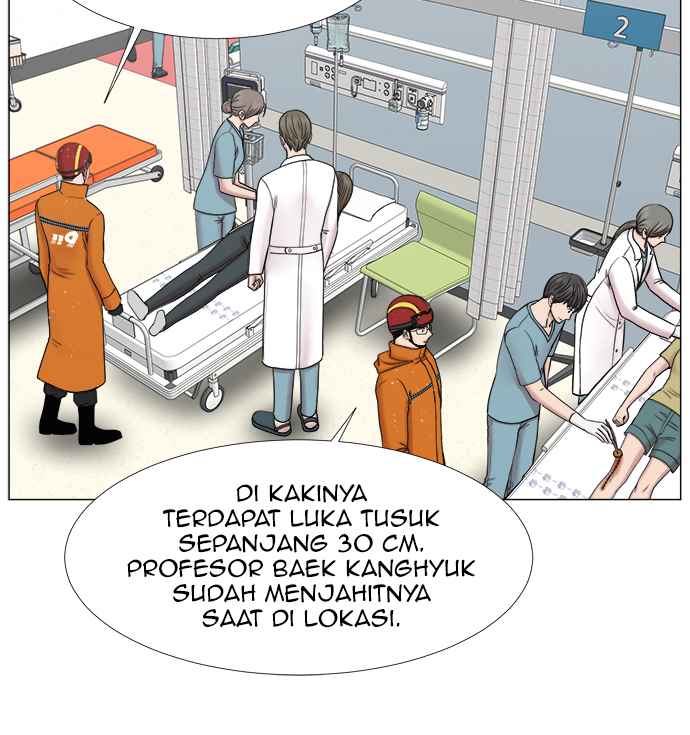 2
119
DI KAKINYA
TERDAPAT LUKA TUSUK
SEPANJANG 30 CM.
PROFESOR BAEK KANGHYUK
SUDAH MENJAHITNYA
SAAT DI LOKASI.